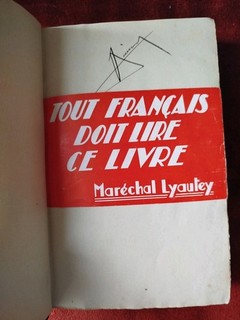 TOUT FRANÇAIS
DOIT LIRE
CE LIVRE
Maréchal Lyautey